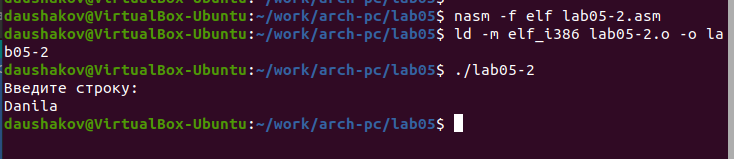 daushakov@VirtualBox-Ubuntu:~/work/arch-pc/lab05$ nasm -f elf lab05-2.asm
daushakov@VirtualBox-Ubuntu:~/work/arch-pc/lab05$ ld -m elf_i386 lab05-2.o -o la
b05-2
daushakov@VirtualBox-Ubuntu:~/work/arch-pc/lab05$ ./lab05-2
Введите строку:
Danila
daushakov@VirtualBox-Ubuntu:~/work/arch-pc/lab05$